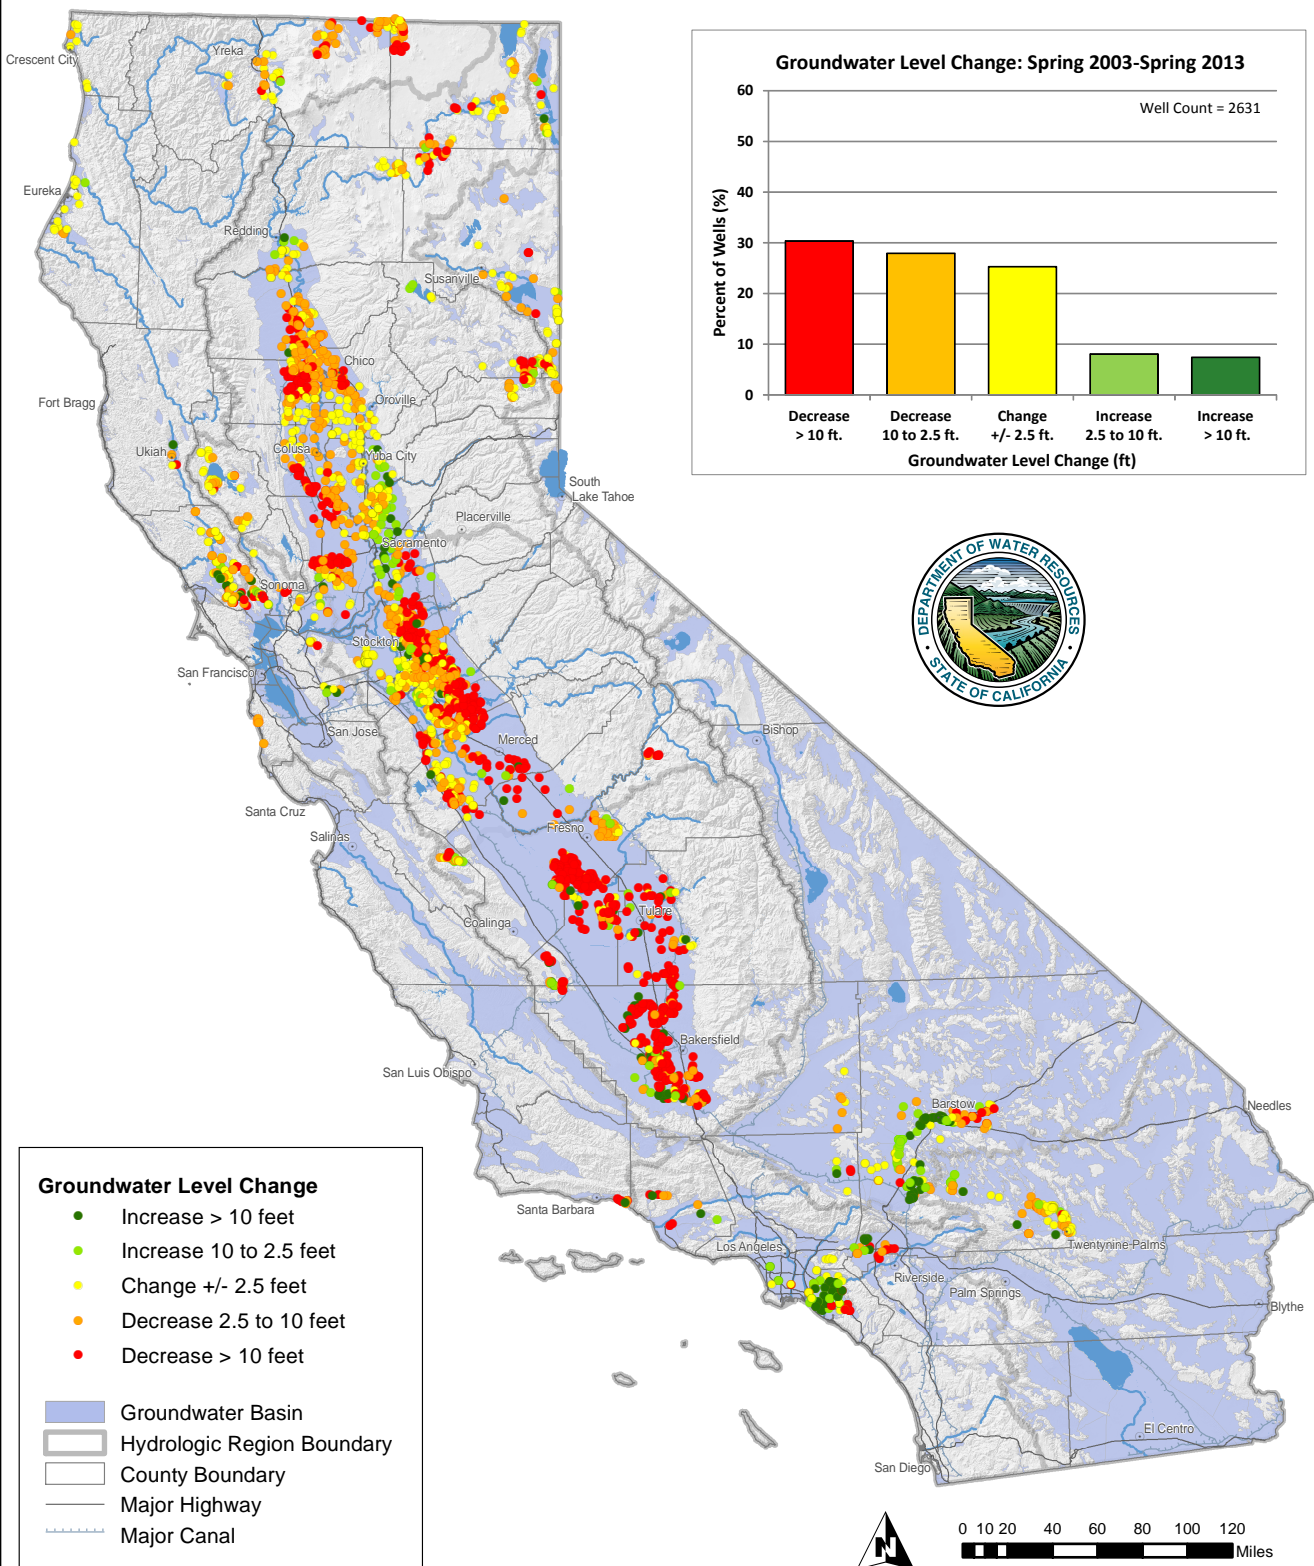 Crescent City
Yreka
Eureka
Redding
Susanville
Chico
Fort Bragg
Oroville
Ukiah
Colusa
Yuba City
South
Lake Tahoe
Placerville
Sacramento
Sonoma
Stockton
San Francisco
San Jose
Merced
Bishop
Santa Cruz
Salinas
Fresno
Coalinga
Tulare
Bakersfield
San Luis Obispo
Barstow
Needles
Santa Barbara
Los Angeles
Twentynine Palms
Riverside
Palm Springs
Blythe
El Centro
San Diego
Groundwater Level Change: Spring 2003-Spring 2013
Well Count = 2631
Percent of Wells (%)
60
50
40
30
20
10
0
Decrease
> 10 ft.
Decrease
10 to 2.5 ft.
Change
+/- 2.5 ft.
Increase
2.5 to 10 ft.
Increase
> 10 ft.
Groundwater Level Change (ft)
DEPARTMENT OF WATER RESOURCES
STATE OF CALIFORNIA
Groundwater Level Change
Increase > 10 feet
Increase 10 to 2.5 feet
Change +/- 2.5 feet
Decrease 2.5 to 10 feet
Decrease > 10 feet
Groundwater Basin
Hydrologic Region Boundary
County Boundary
Major Highway
Major Canal
N
0 10 20 40 60 80 100 120
Miles